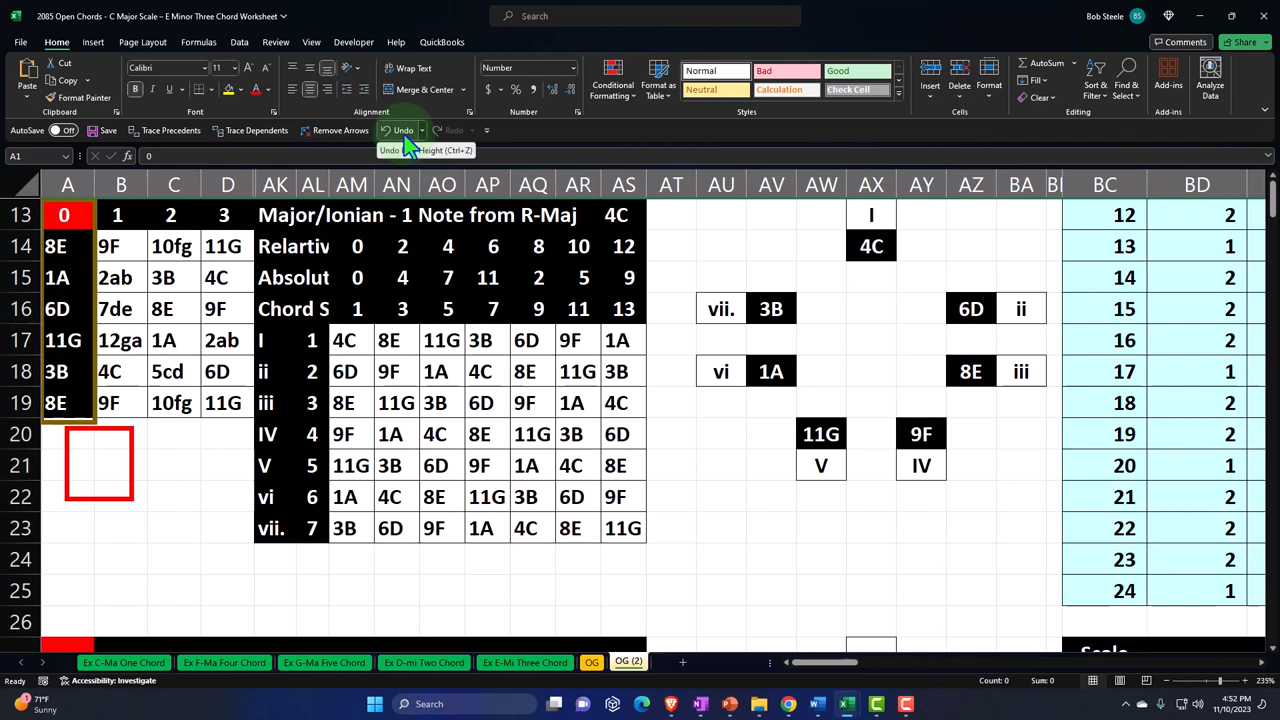 2085 Open Chords - C Major Scale – E Minor Three Chord Worksheet
Search
Bob Steele BS
File Home Insert Page Layout Formulas Data Review View Developer Help QuickBooks
Comments Share
Paste
Cut
Copy
Format Painter
Clipboard
Calibri 11
B I U
Font
Wrap Text
Merge & Center
Alignment
Number
$ % ,
Number
Conditional Formatting
Format as Table
Normal Bad Good
Neutral Calculation Check Cell
Styles
Insert Delete Format
Cells
AutoSum
Fill
Clear
Sort & Filter
Find & Select
Editing
Analyze Data
Analysis
AutoSave Off Save Trace Precedents Trace Dependents Remove Arrows Undo Redo
Height (Ctrl+Z)
A1 fx 0
A B C D AK AL AM AN AO AP AQ AR AS AT AU AV AW AX AY AZ BA BC BD
13 0 1 2 3 Major/Ionian - 1 Note from R-Maj 4C I 12 2
14 8E 9F 10fg 11G Relartiv 0 2 4 6 8 10 12 4C 13 1
15 1A 2ab 3B 4C Absolut 0 4 7 11 2 5 9 14 2
16 6D 7de 8E 9F Chord S 1 3 5 7 9 11 13 vii. 3B 6D ii 15 2
17 11G 12ga 1A 2ab I 1 4C 8E 11G 3B 6D 9F 1A 16 2
18 3B 4C 5cd 6D ii 2 6D 9F 1A 4C 8E 11G 3B vi 1A 8E iii 17 1
19 8E 9F 10fg 11G iii 3 8E 11G 3B 6D 9F 1A 4C 18 2
20 IV 4 9F 1A 4C 8E 11G 3B 6D 11G 9F 19 2
21 V 5 11G 3B 6D 9F 1A 4C 8E V IV 20 1
22 vi 6 1A 4C 8E 11G 3B 6D 9F 21 2
23 vii. 7 3B 6D 9F 1A 4C 8E 11G 22 2
24 23 2
25 24 1
26
Scale
Ex C-Ma One Chord Ex F-Ma Four Chord Ex G-Ma Five Chord Ex D-mi Two Chord Ex E-Mi Three Chord OG OG (2)
Ready Accessibility: Investigate Count: 0 Sum: 0 235%
71°F
Sunny
Search
4:52 PM
11/10/2023